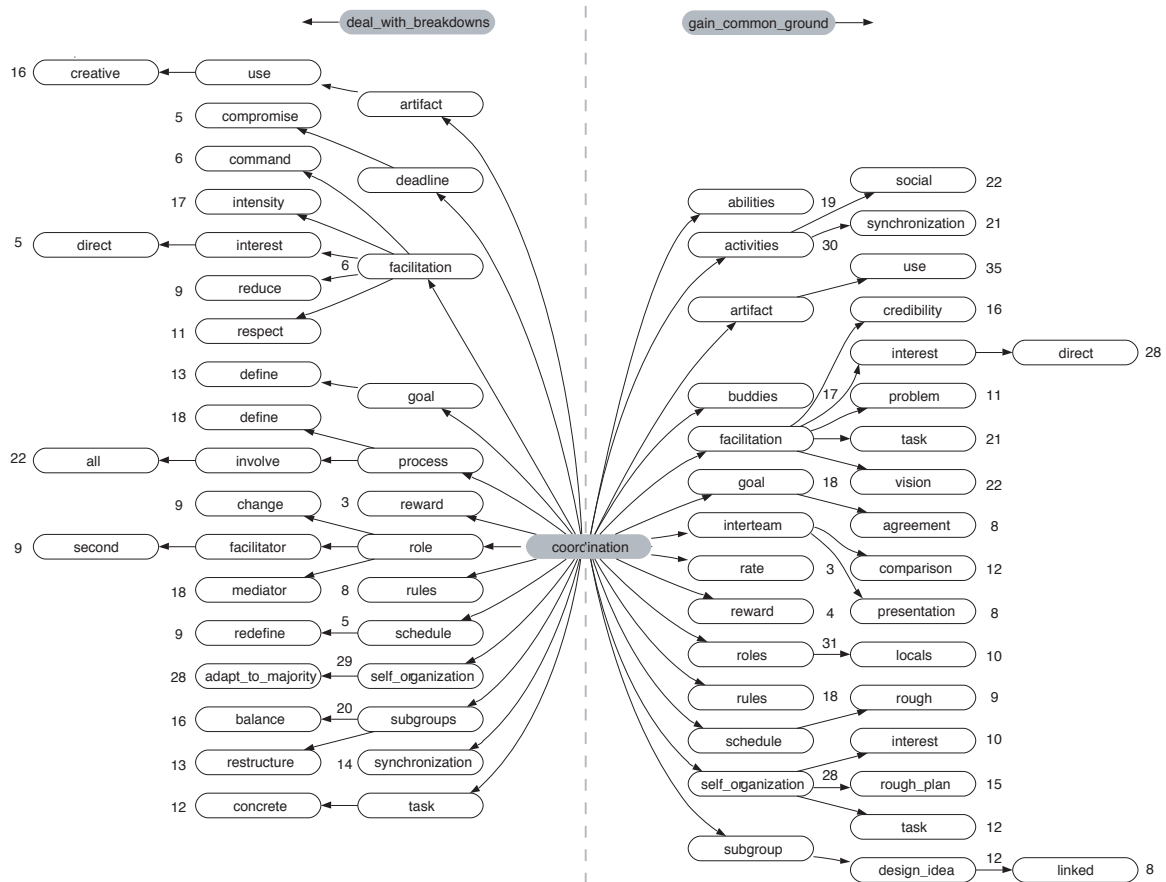 deal_with_breakdowns gain_common_ground
16 creative use
artifact
5 compromise
6 command
deadline social 22
17 intensity abilities 19
synchronization 21
5 direct interest activities 30
6 facilitation use 35
9 reduce
artifact credibility 16
11 respect
interest direct 28
13 define
goal buddies 17 problem 11
18 define
facilitation task 21
22 all involve process
goal 18 vision 22
9 change 3 reward
interteam agreement 8
9 second facilitator role coordination
rate 3 comparison 12
18 mediator 8 rules
reward 4 presentation 8
5
9 redefine schedule
31
roles locals 10
29
28 adapt_to_majority self_organization
rules 18 rough 9
20
16 balance subgroups
schedule interest 10
13 restructure 14 synchronization
28
self_organization rough_plan 15
12 concrete task
task 12
subgroup
12
design_idea linked 8